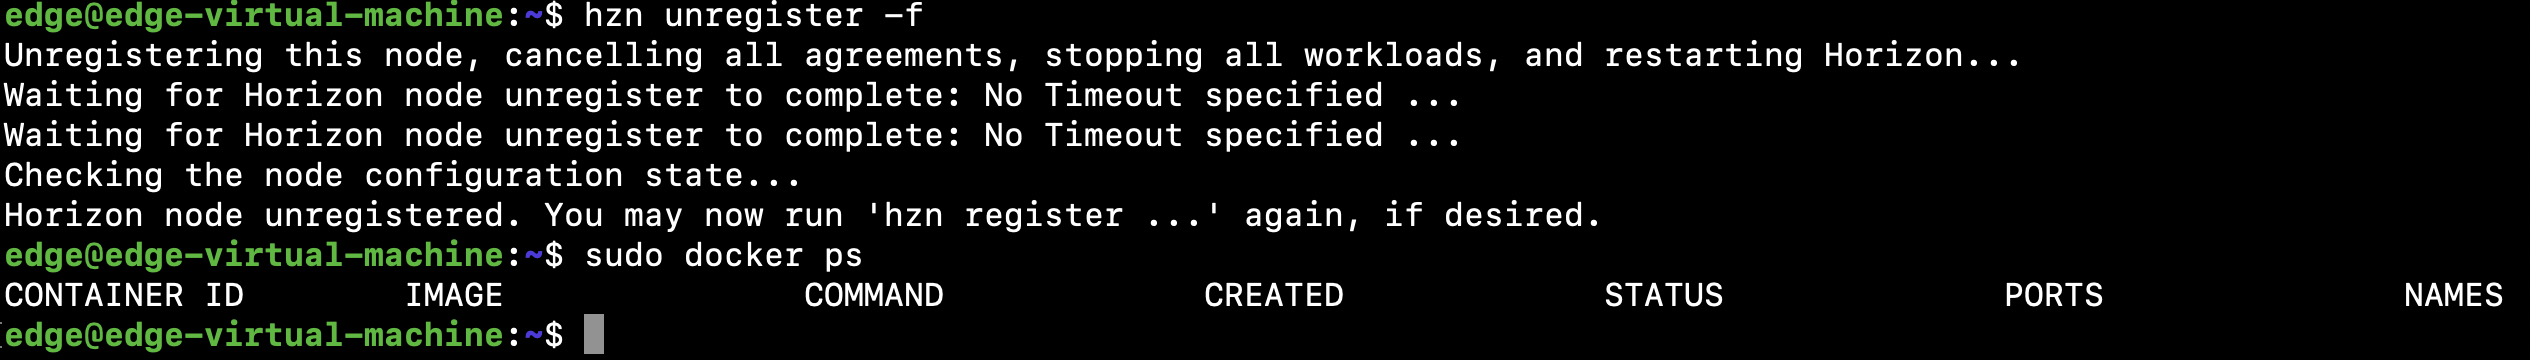 edge@edge-virtual-machine:~$ hzn unregister -f
Unregistering this node, cancelling all agreements, stopping all workloads, and restarting Horizon...
Waiting for Horizon node unregister to complete: No Timeout specified ...
Waiting for Horizon node unregister to complete: No Timeout specified ...
Checking the node configuration state...
Horizon node unregistered. You may now run 'hzn register ...' again, if desired.
edge@edge-virtual-machine:~$ sudo docker ps
CONTAINER ID        IMAGE               COMMAND             CREATED             STATUS              PORTS               NAMES
edge@edge-virtual-machine:~$